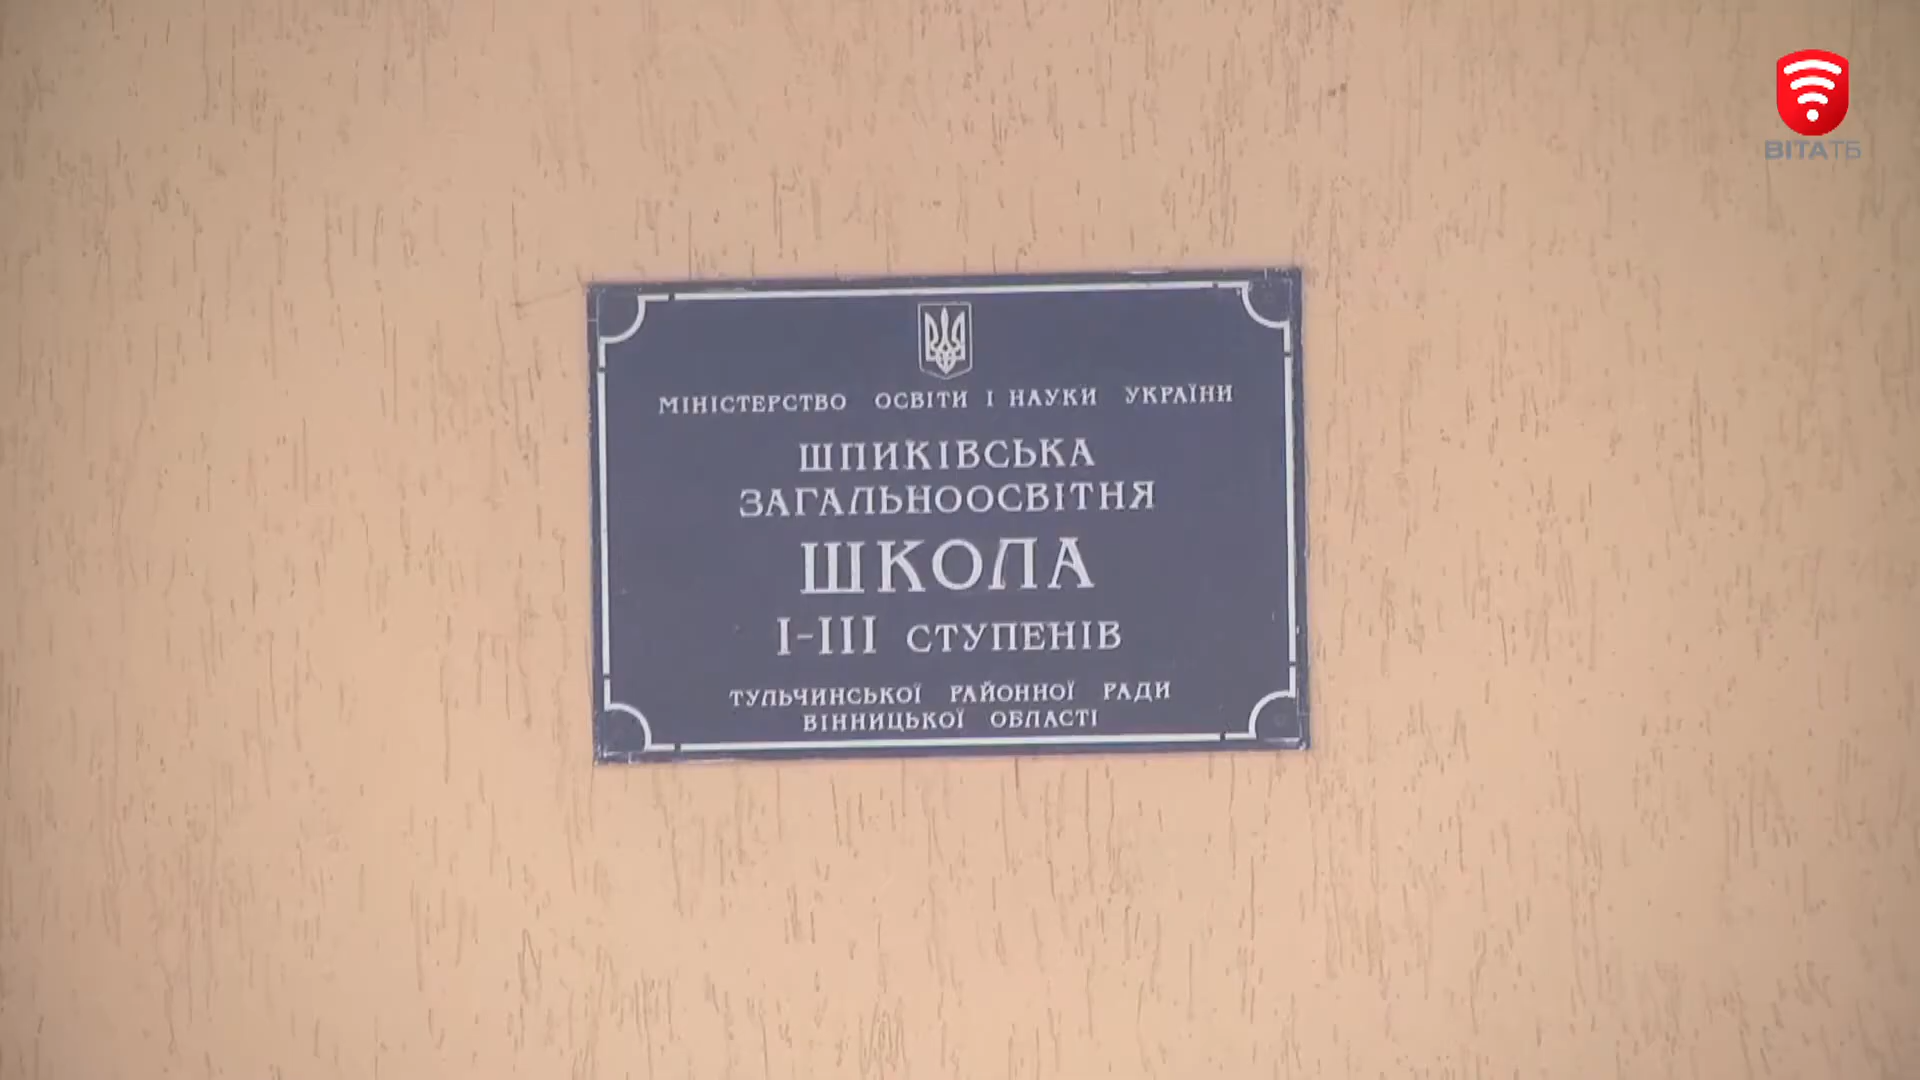 ВІТАТБ
МІНІСТЕРСТВО ОСВІТИ І НАУКИ УКРАЇНИ
ШПИКІВСЬКА
ЗАГАЛЬНООСВІТНЯ
ШКОЛА
І-ІІІ СТУПЕНІВ
ТУЛЬЧИНСЬКОЇ РАЙОННОЇ РАДИ
ВІННИЦЬКОЇ ОБЛАСТІ